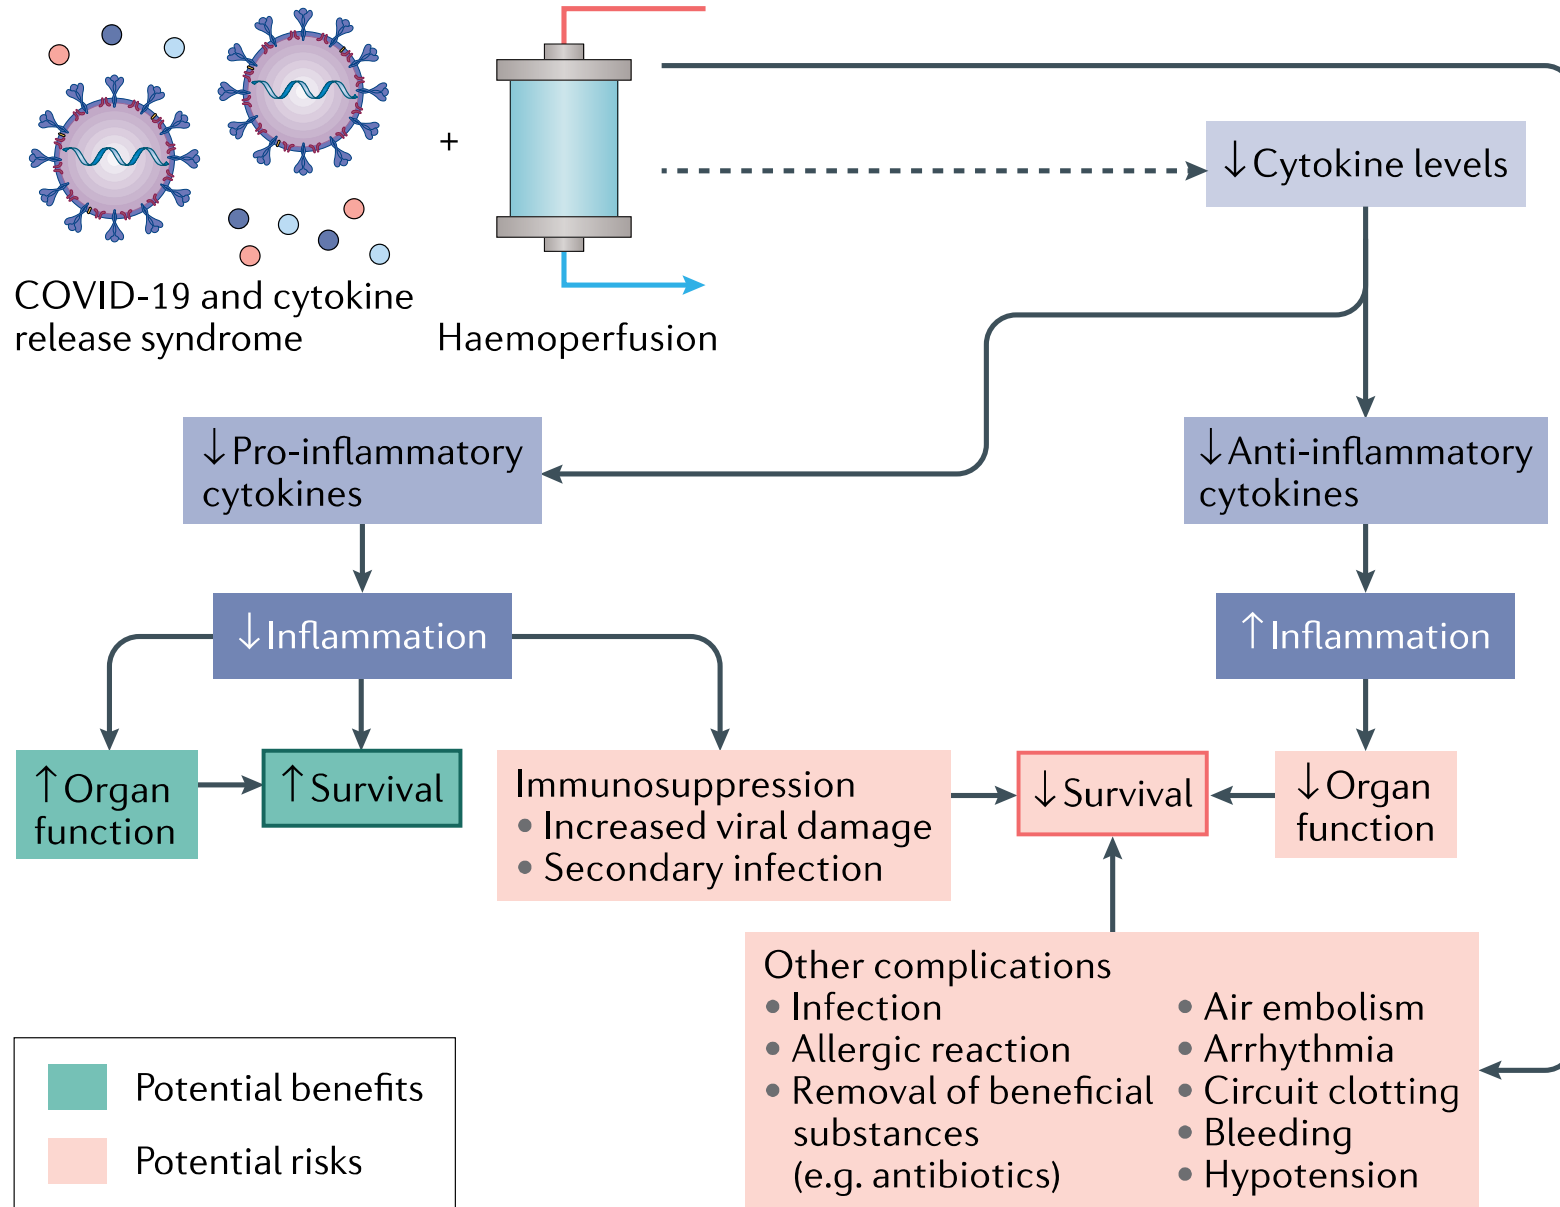 +
↓Cytokine levels
COVID-19 and cytokine
release syndrome
Haemoperfusion
↓Pro-inflammatory
cytokines
↓Anti-inflammatory
cytokines
↓Inflammation
↑Inflammation
↑Organ
function
↑Survival
Immunosuppression
• Increased viral damage
• Secondary infection
↓Survival
↓Organ
function
Other complications
• Infection
• Allergic reaction
• Removal of beneficial
substances
(e.g. antibiotics)
• Air embolism
• Arrhythmia
• Circuit clotting
• Bleeding
• Hypotension
Potential benefits
Potential risks